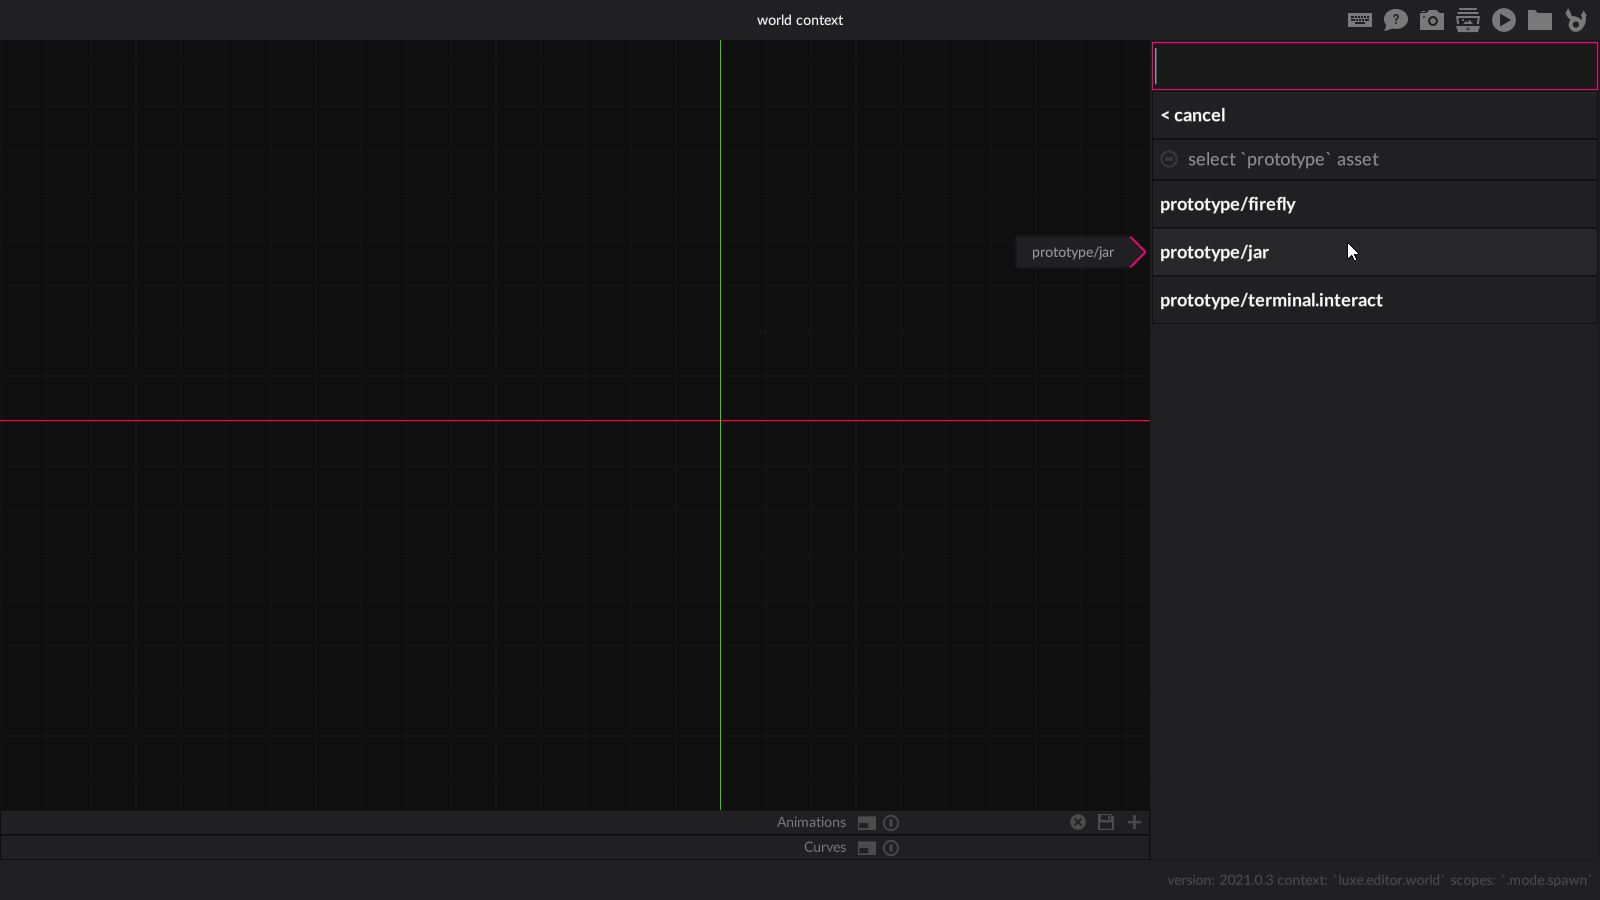 world context
< cancel
select `prototype` asset
prototype/firefly
prototype/jar
prototype/jar
prototype/terminal.interact
Animations
Curves
version: 2021.0.3 context: `luxe.editor.world` scopes: `.mode.spawn`